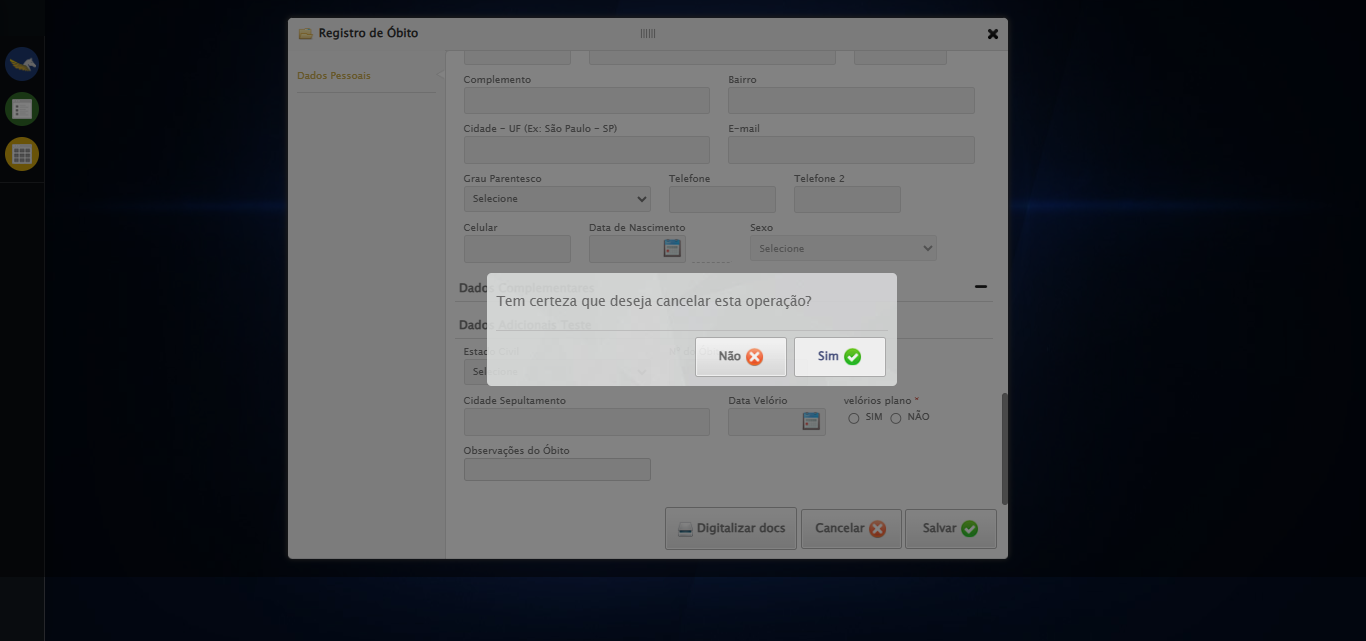 Registro de Óbito
Dados Pessoais
Complemento
Bairro
Cidade - UF (Ex: São Paulo - SP)
E-mail
Grau Parentesco
Telefone
Telefone 2
Selecione
Celular
Data de Nascimento
Sexo
Selecione
Dados Complementares
Tem certeza que deseja cancelar esta operação?
Dados Adicionais Teste
Estado Civil
Não
Sim
Selecione
Cidade Sepultamento
Data Velório
velórios plano *
SIM
NÃO
Observações do Óbito
Digitalizar docs
Cancelar
Salvar